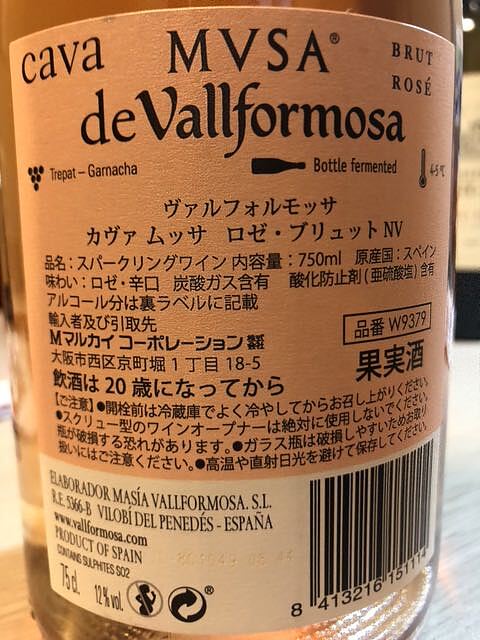 cava MVSA® BRUT
ROSÉ
de Vallformosa
Trepat – Garnacha Bottle fermented 4-5 ºC
ヴァルフォルモッサ
カヴァ ムッサ ロゼ・ブリュット NV
品名：スパークリングワイン 内容量：750ml 原産国：スペイン
味わい：ロゼ・辛口 炭酸ガス含有 酸化防止剤(亜硫酸塩)含有
アルコール分は裏ラベルに記載
輸入者及び引取先
Mマルカイ コーポレーション株式会社
大阪市西区京町堀1丁目18-5
品番 W9379
果実酒
飲酒は20歳になってから
【ご注意】●開栓前は冷蔵庫でよく冷やしてからお召し上がりください。
●スクリュー型のワインオープナーは絶対に使用しないでください。
瓶が破損する恐れがあります。●ガラス瓶は破損しやすいためお取り
扱いにはご注意ください。●高温や直射日光を避けて保存してください。
ELABORADOR MASÍA VALLFORMOSA. S.L.
R.E. 5366-B VILOBÍ DEL PENEDÈS - ESPAÑA
www.vallformosa.com
PRODUCT OF SPAIN
CONTAINS SULPHITES SO2
75 cl. 12% vol.
8 413216 151114